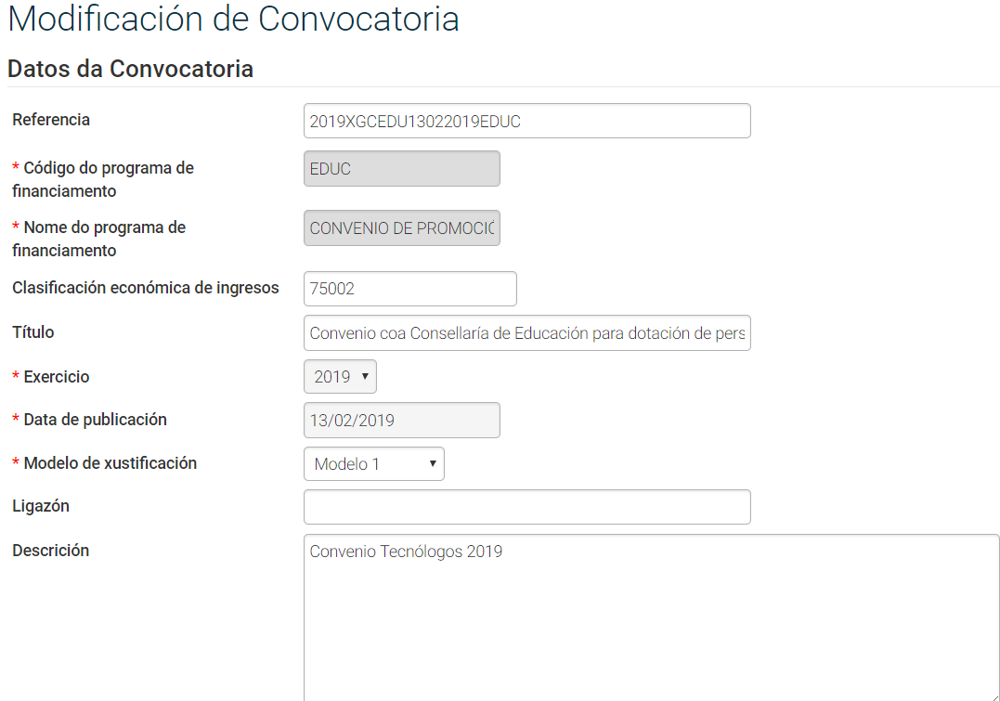 Modificación de Convocatoria
Datos da Convocatoria
Referencia
2019XGCEDU13022019EDUC
* Código do programa de
financiamento
EDUC
* Nome do programa de
financiamento
CONVENIO DE PROMOCIÓ
Clasificación económica de ingresos
75002
Título
Convenio coa Consellaría de Educación para dotación de pers
* Exercicio
2019
* Data de publicación
13/02/2019
* Modelo de xustificación
Modelo 1
Ligazón
Descrición
Convenio Tecnólogos 2019